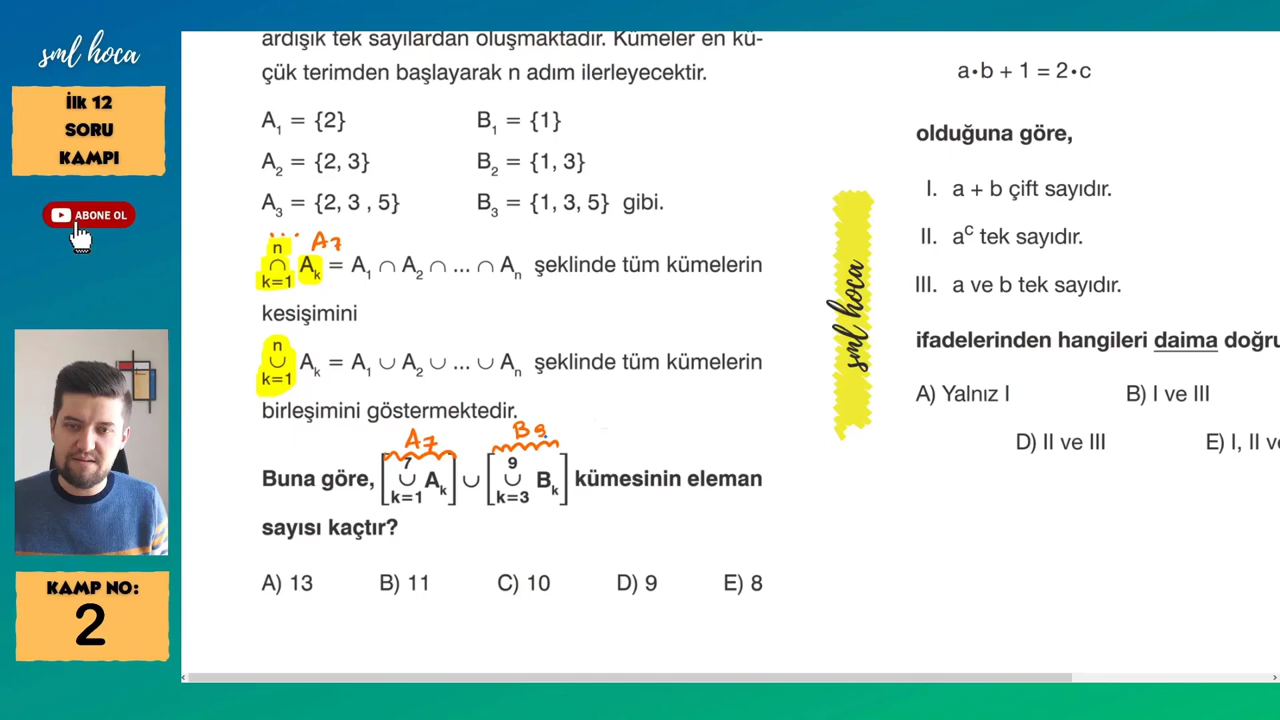 sml hoca
İlk 12
SORU
KAMPI
ABONE OL
KAMP NO:
2
ardışık tek sayılardan oluşmaktadır. Kümeler en kü-
çük terimden başlayarak n adım ilerleyecektir.
A₁ = {2} B₁ = {1}
A₂ = {2, 3} B₂ = {1, 3}
A₃ = {2, 3 , 5} B₃ = {1, 3, 5} gibi.
... A7
n
∩ Aₖ = A₁ ∩ A₂ ∩ ... ∩ Aₙ şeklinde tüm kümelerin
k=1
kesişimini
n
∪ Aₖ = A₁ ∪ A₂ ∪ ... ∪ Aₙ şeklinde tüm kümelerin
k=1
birleşimini göstermektedir.
A7 B9
7 9
Buna göre, [∪ Aₖ] ∪ [∪ Bₖ] kümesinin eleman
k=1 k=3
sayısı kaçtır?
A) 13 B) 11 C) 10 D) 9 E) 8
sml hoca
a•b + 1 = 2•c
olduğuna göre,
I. a + b çift sayıdır.
II. aᶜ tek sayıdır.
III. a ve b tek sayıdır.
ifadelerinden hangileri daima doğru
A) Yalnız I B) I ve III
D) II ve III E) I, II ve